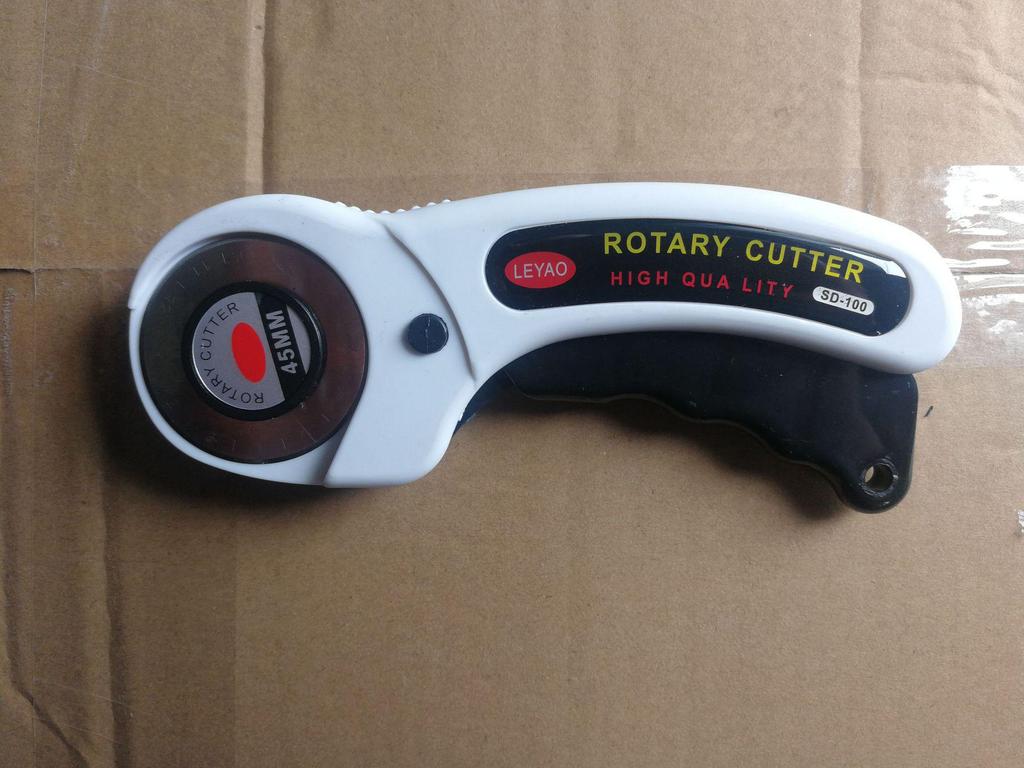 LEYAO
ROTARY CUTTER
HIGH QUA LITY
SD-100
ROTARY CUTTER
45MM